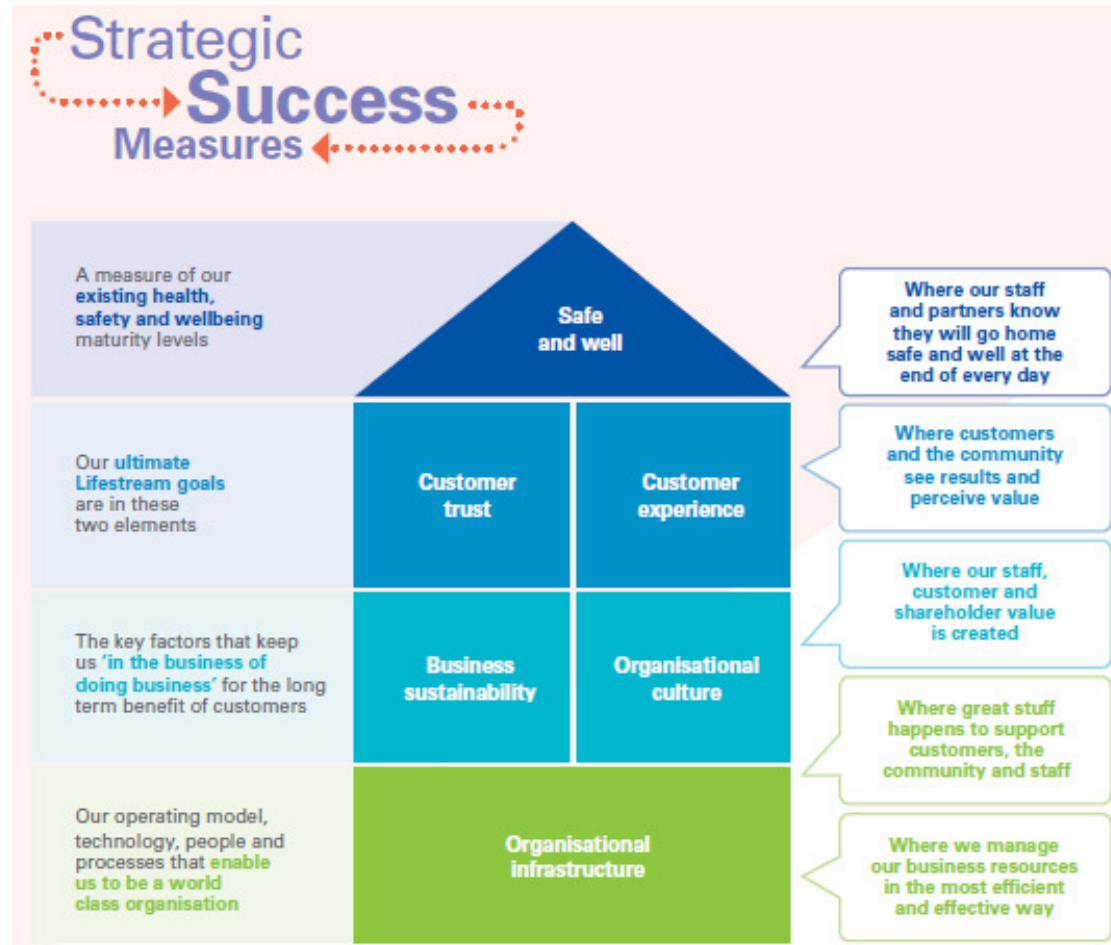 Strategic
Success
Measures
A measure of our
existing health,
safety and wellbeing
maturity levels
Safe
and well
Where our staff
and partners know
they will go home
safe and well at the
end of every day
Our ultimate
Lifestream goals
are in these
two elements
Customer
trust
Customer
experience
Where customers
and the community
see results and
perceive value
The key factors that keep
us ‘in the business of
doing business’ for the long
term benefit of customers
Business
sustainability
Organisational
culture
Where our staff,
customer and
shareholder value
is created
Where great stuff
happens to support
customers, the
community and staff
Our operating model,
technology, people and
processes that enable
us to be a world
class organisation
Organisational
infrastructure
Where we manage
our business resources
in the most efficient
and effective way